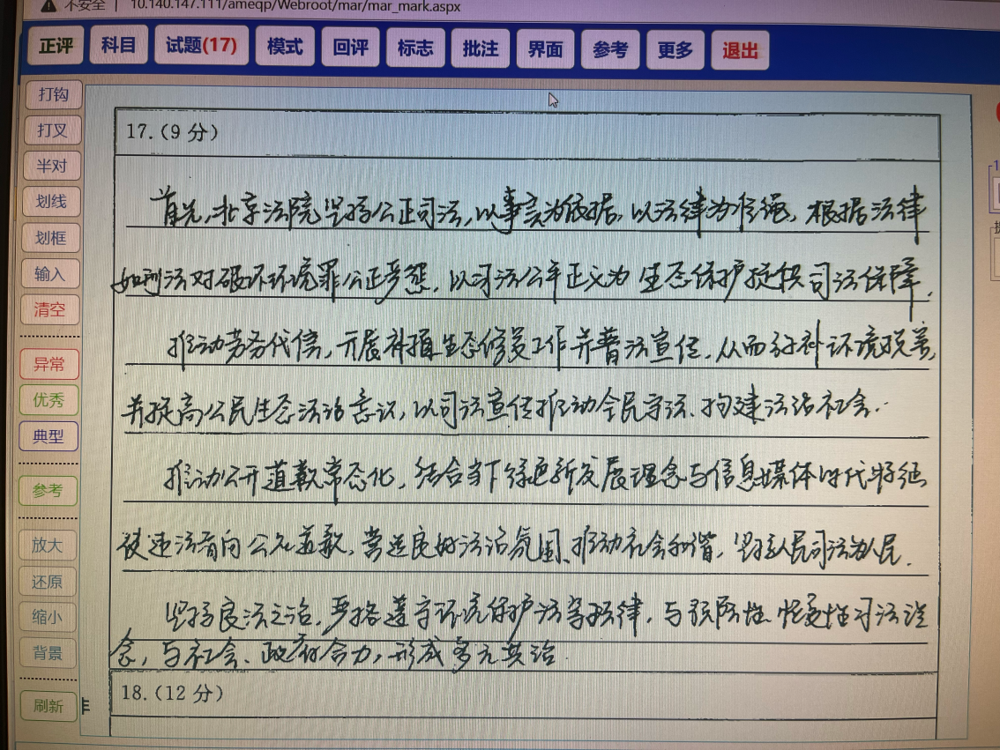 不安全 | 10.140.147.111/ameqp/Webroot/mar/mar_mark.aspx
正评 科目 试题(17) 模式 回评 标志 批注 界面 参考 更多 退出
打钩
打叉
半对
划线
划框
输入
清空
异常
优秀
典型
参考
放大
还原
缩小
背景
刷新
17.(9 分)
首先,北京法院坚持公正司法,以事实为依据,以法律为准绳,根据法律
如刑法对破坏环境罪公正严惩,以司法公平正义为生态保护提供司法保障.
推动劳务代偿,开展补植生态修复工作并普法宣传,从而弥补环境损害,
并提高公民生态法治意识,以司法宣传推动全民守法、构建法治社会.
推动公开道歉常态化,结合当下绿色新发展理念与信息媒体时代特征
使违法者向公众道歉,营造良好法治氛围、推动社会和谐,坚持人民司法为人民.
坚持良法之治,严格遵守环境保护法等法律,与预防性 恢复性司法理
念,与社会、政府合力,形成多元共治.
18.(12 分)